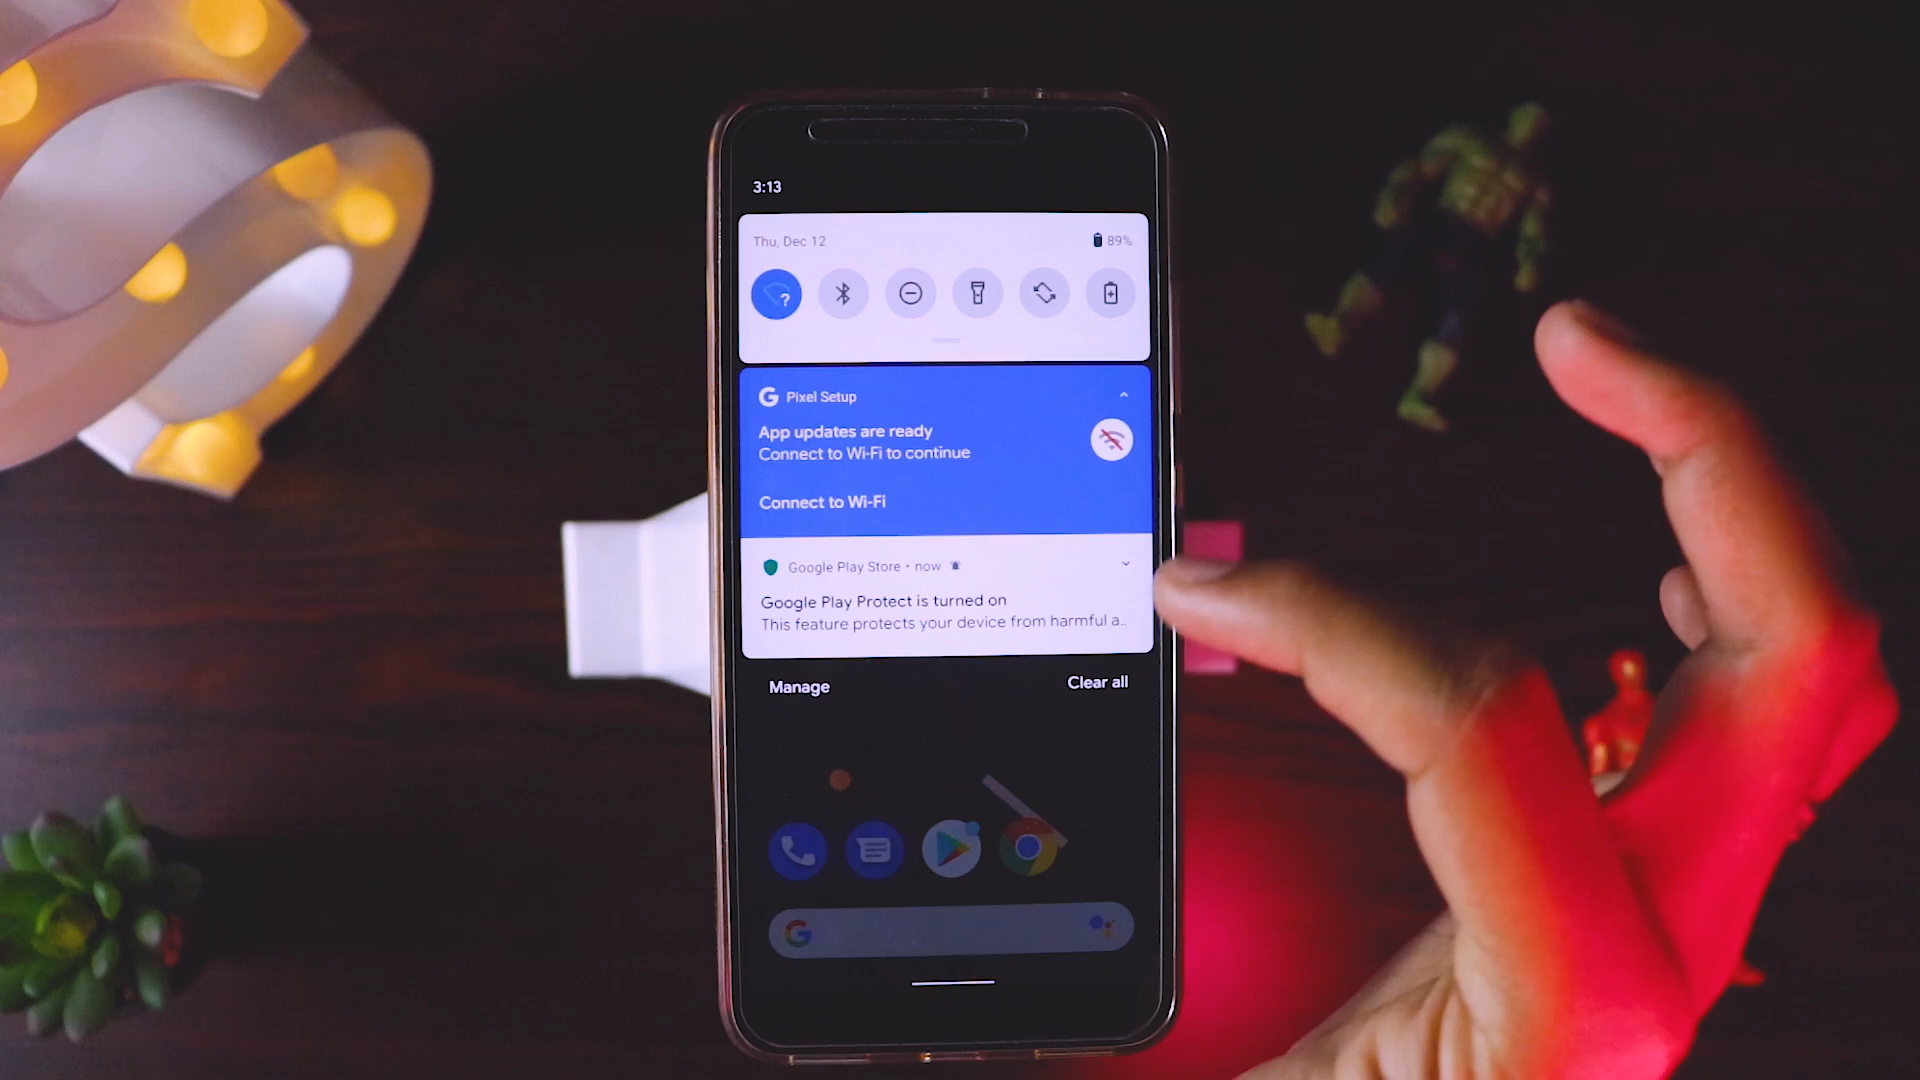 3:13
Thu, Dec 12
89%
Pixel Setup
App updates are ready
Connect to Wi-Fi to continue
Connect to Wi-Fi
Google Play Store • now
Google Play Protect is turned on
This feature protects your device from harmful a..
Manage
Clear all